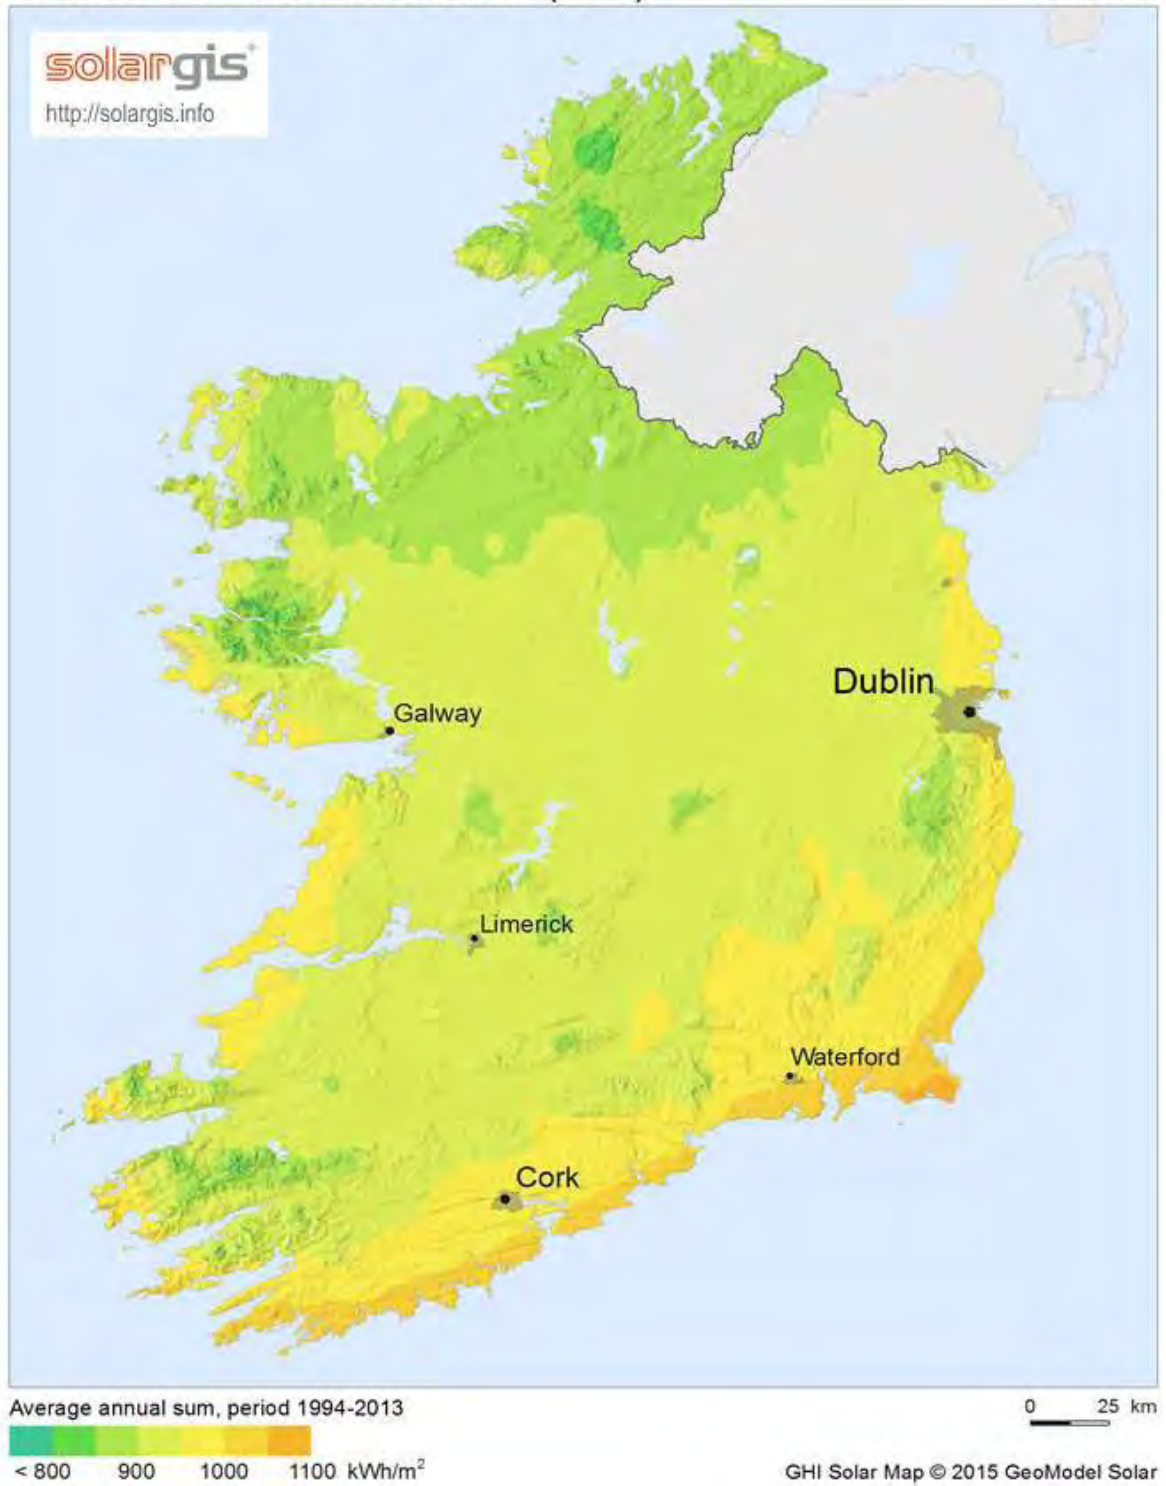 solargis
http://solargis.info
Dublin
Galway
Limerick
Waterford
Cork
Average annual sum, period 1994-2013
0 25 km
< 800 900 1000 1100 kWh/m²
GHI Solar Map © 2015 GeoModel Solar